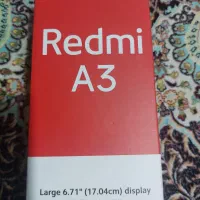 Redmi
A3
Large 6.71" (17.04cm) display